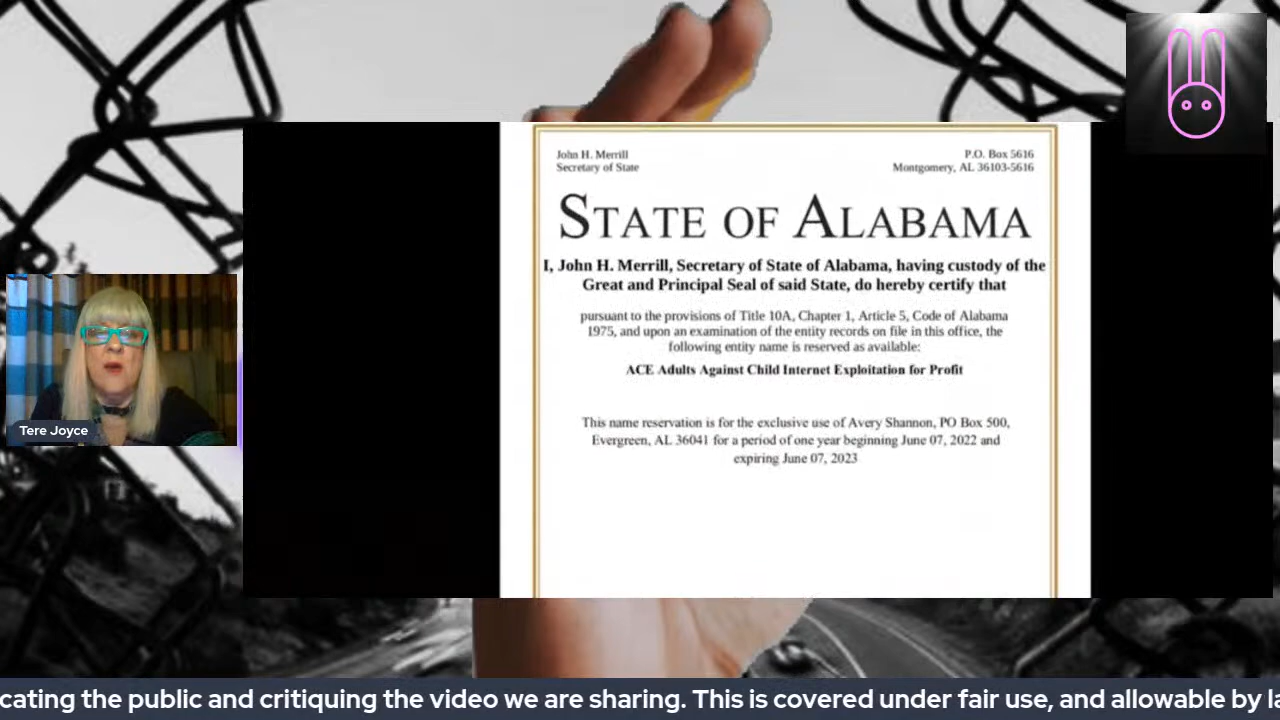 John H. Merrill
Secretary of State
P.O. Box 5616
Montgomery, AL 36103-5616
STATE OF ALABAMA
I, John H. Merrill, Secretary of State of Alabama, having custody of the
Great and Principal Seal of said State, do hereby certify that
pursuant to the provisions of Title 10A, Chapter 1, Article 5, Code of Alabama
1975, and upon an examination of the entity records on file in this office, the
following entity name is reserved as available:
ACE Adults Against Child Internet Exploitation for Profit
This name reservation is for the exclusive use of Avery Shannon, PO Box 500,
Evergreen, AL 36041 for a period of one year beginning June 07, 2022 and
expiring June 07, 2023
Tere Joyce
cating the public and critiquing the video we are sharing. This is covered under fair use, and allowable by la